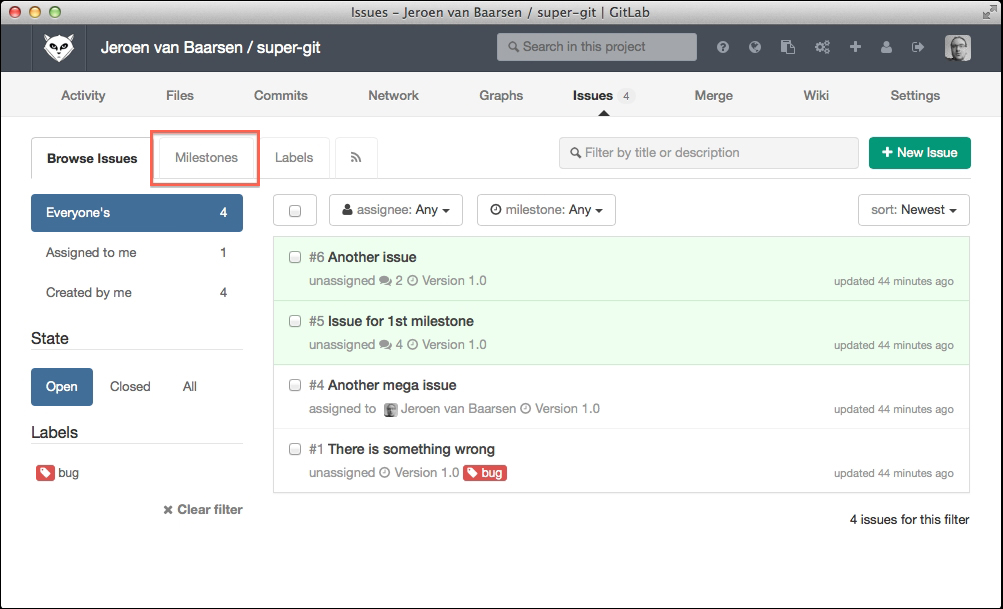 Issues – Jeroen van Baarsen / super-git | GitLab
Jeroen van Baarsen / super-git
Search in this project
Activity Files Commits Network Graphs Issues 4 Merge Wiki Settings
Browse Issues Milestones Labels
Filter by title or description
+ New Issue
Everyone's 4
Assigned to me 1
Created by me 4
State
Open Closed All
Labels
bug
Clear filter
assignee: Any milestone: Any sort: Newest
#6 Another issue
unassigned 2 Version 1.0 updated 44 minutes ago
#5 Issue for 1st milestone
unassigned 4 Version 1.0 updated 44 minutes ago
#4 Another mega issue
assigned to Jeroen van Baarsen Version 1.0 updated 44 minutes ago
#1 There is something wrong
unassigned Version 1.0 bug updated 44 minutes ago
4 issues for this filter